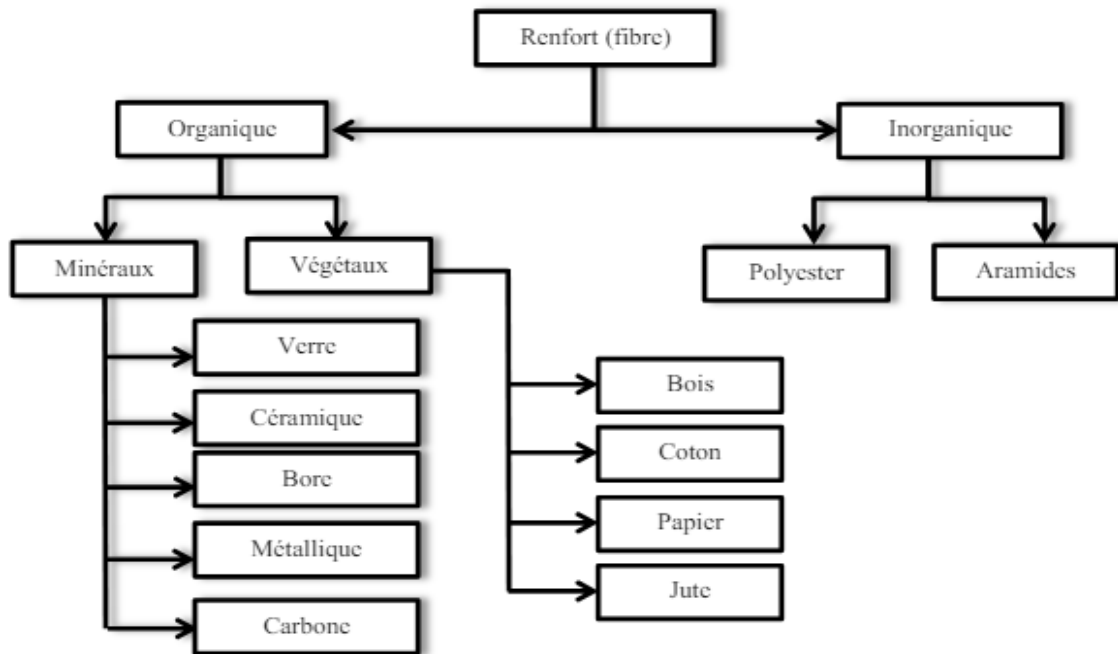 Renfort (fibre)
Organique
Inorganique
Minéraux
Végétaux
Polyester
Aramides
Verre
Céramique
Bore
Métallique
Carbone
Bois
Coton
Papier
Jute